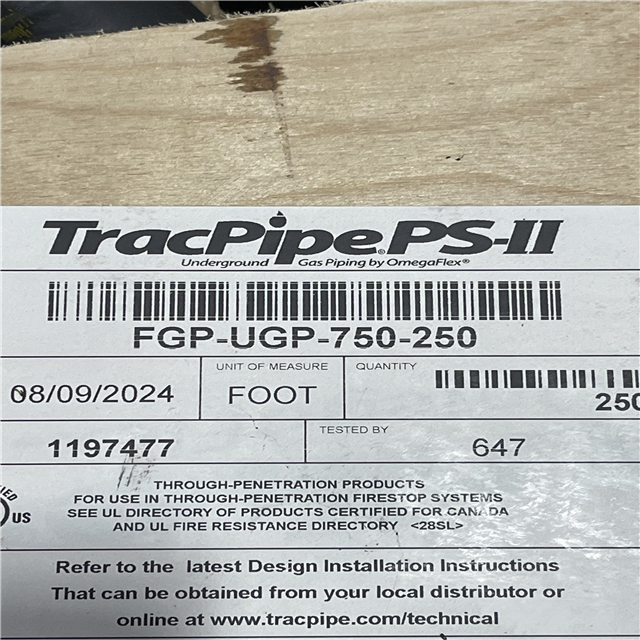 TracPipe® PS-II
Underground Gas Piping by OmegaFlex®
FGP-UGP-750-250
08/09/2024
UNIT OF MEASURE
FOOT
QUANTITY
250
1197477
TESTED BY
647
US
THROUGH-PENETRATION PRODUCTS
FOR USE IN THROUGH-PENETRATION FIRESTOP SYSTEMS
SEE UL DIRECTORY OF PRODUCTS CERTIFIED FOR CANADA
AND UL FIRE RESISTANCE DIRECTORY <28SL>
Refer to the latest Design Installation Instructions
That can be obtained from your local distributor or
online at www.tracpipe.com/technical